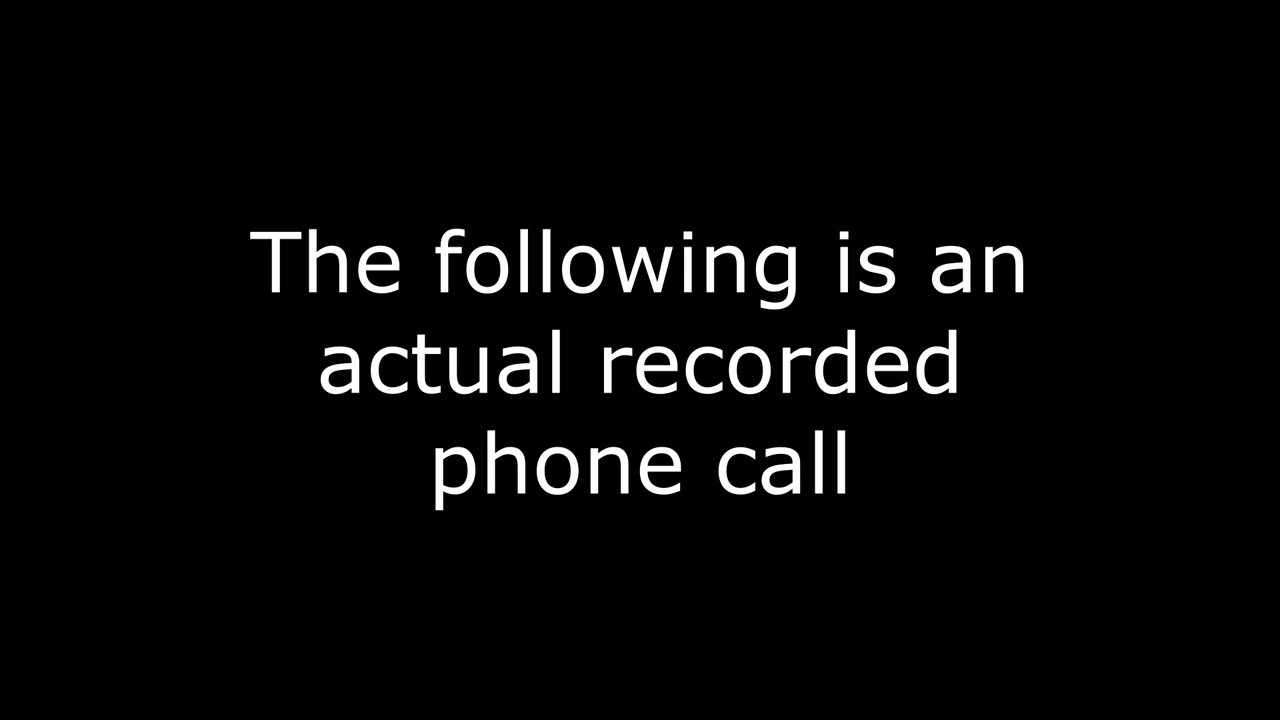 The following is an
actual recorded
phone call